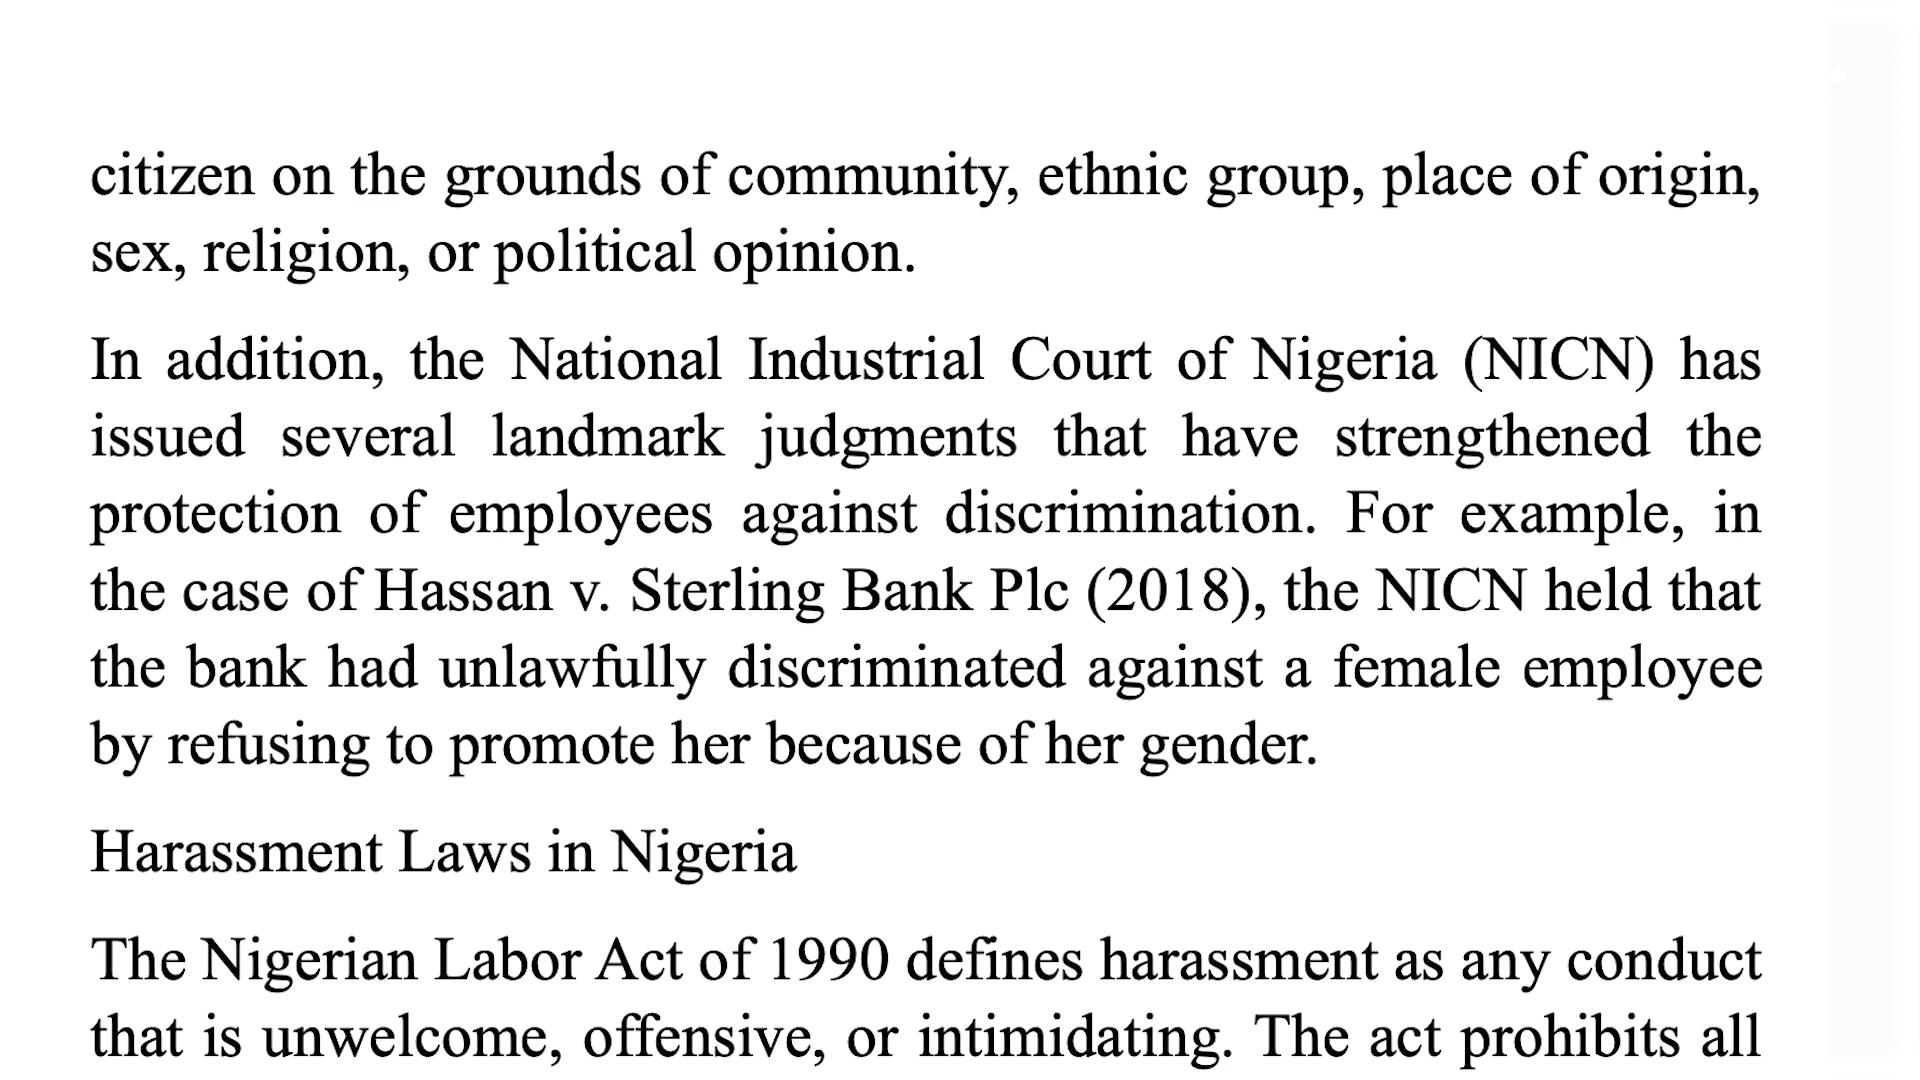 citizen on the grounds of community, ethnic group, place of origin,
sex, religion, or political opinion.
In addition, the National Industrial Court of Nigeria (NICN) has
issued several landmark judgments that have strengthened the
protection of employees against discrimination. For example, in
the case of Hassan v. Sterling Bank Plc (2018), the NICN held that
the bank had unlawfully discriminated against a female employee
by refusing to promote her because of her gender.
Harassment Laws in Nigeria
The Nigerian Labor Act of 1990 defines harassment as any conduct
that is unwelcome, offensive, or intimidating. The act prohibits all